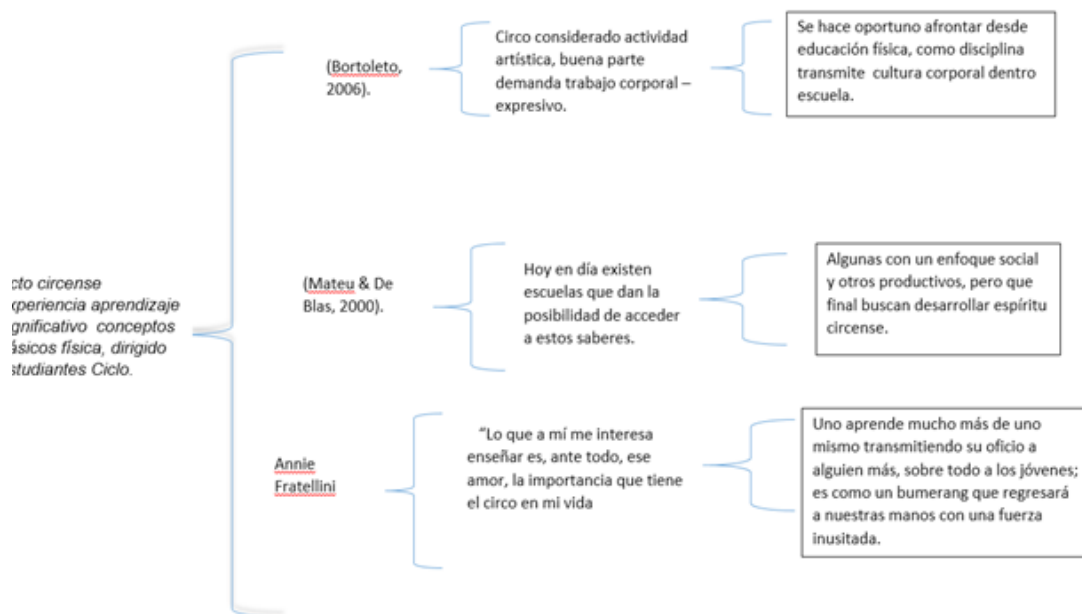 cto circense
xperiencia aprendizaje
gnificativo conceptos
ásicos física, dirigido
studiantes Ciclo.
(Bortoleto,
2006).
Circo considerado actividad
artística, buena parte
demanda trabajo corporal –
expresivo.
Se hace oportuno afrontar desde
educación física, como disciplina
transmite cultura corporal dentro
escuela.
(Mateu & De
Blas, 2000).
Hoy en día existen
escuelas que dan la
posibilidad de acceder
a estos saberes.
Algunas con un enfoque social
y otros productivos, pero que
final buscan desarrollar espíritu
circense.
Annie
Fratellini
“Lo que a mí me interesa
enseñar es, ante todo, ese
amor, la importancia que tiene
el circo en mi vida
Uno aprende mucho más de uno
mismo transmitiendo su oficio a
alguien más, sobre todo a los jóvenes;
es como un bumerang que regresará
a nuestras manos con una fuerza
inusitada.